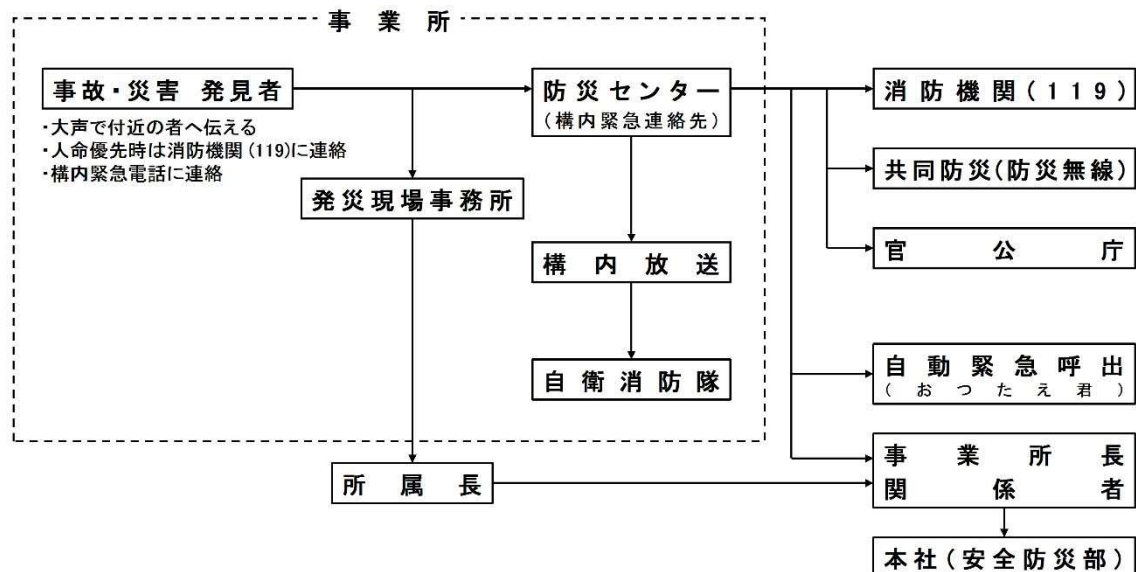 事業所
事故・災害 発見者
・大声で付近の者へ伝える
・人命優先時は消防機関(119)に連絡
・構内緊急電話に連絡
発災現場事務所
所属長
防災センター
(構内緊急連絡先)
構内放送
自衛消防隊
消防機関(119)
共同防災(防災無線)
官公庁
自動緊急呼出
(おつたえ君)
事業所長
関係者
本社(安全防災部)